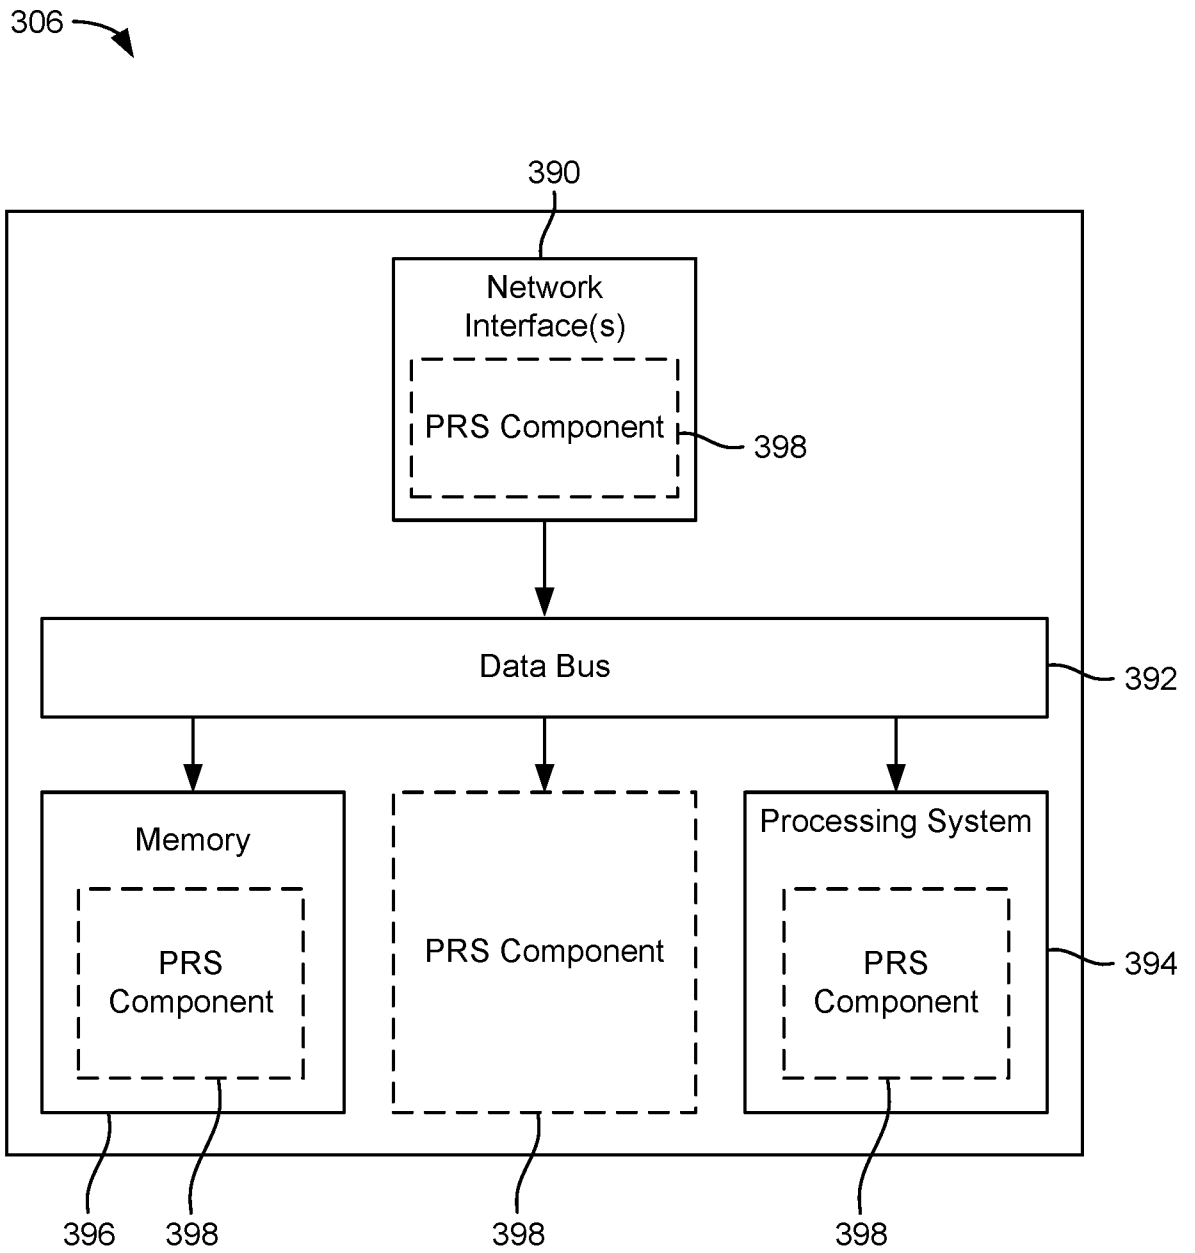 306
390
Network
Interface(s)
PRS Component
398
Data Bus
392
Memory
PRS
Component
PRS Component
Processing System
PRS
Component
394
396
398
398
398